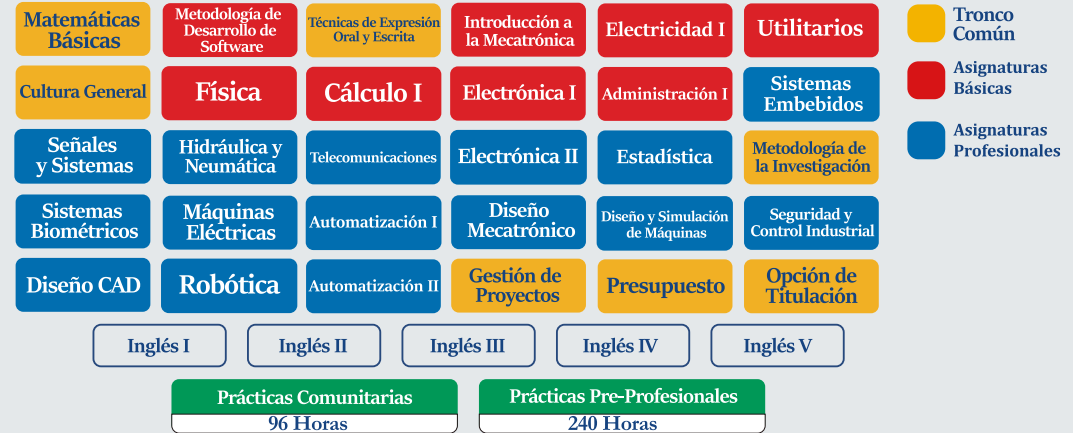 Matemáticas
Básicas
Metodología de
Desarrollo de
Software
Técnicas de Expresión
Oral y Escrita
Introducción a
la Mecatrónica
Electricidad I
Utilitarios
Tronco
Común
Cultura General
Física
Cálculo I
Electrónica I
Administración I
Sistemas
Embebidos
Asignaturas
Básicas
Señales
y Sistemas
Hidráulica y
Neumática
Telecomunicaciones
Electrónica II
Estadística
Metodología de
la Investigación
Asignaturas
Profesionales
Sistemas
Biométricos
Máquinas
Eléctricas
Automatización I
Diseño
Mecatrónico
Diseño y Simulación
de Máquinas
Seguridad y
Control Industrial
Diseño CAD
Robótica
Automatización II
Gestión de
Proyectos
Presupuesto
Opción de
Titulación
Inglés I
Inglés II
Inglés III
Inglés IV
Inglés V
Prácticas Comunitarias
96 Horas
Prácticas Pre-Profesionales
240 Horas